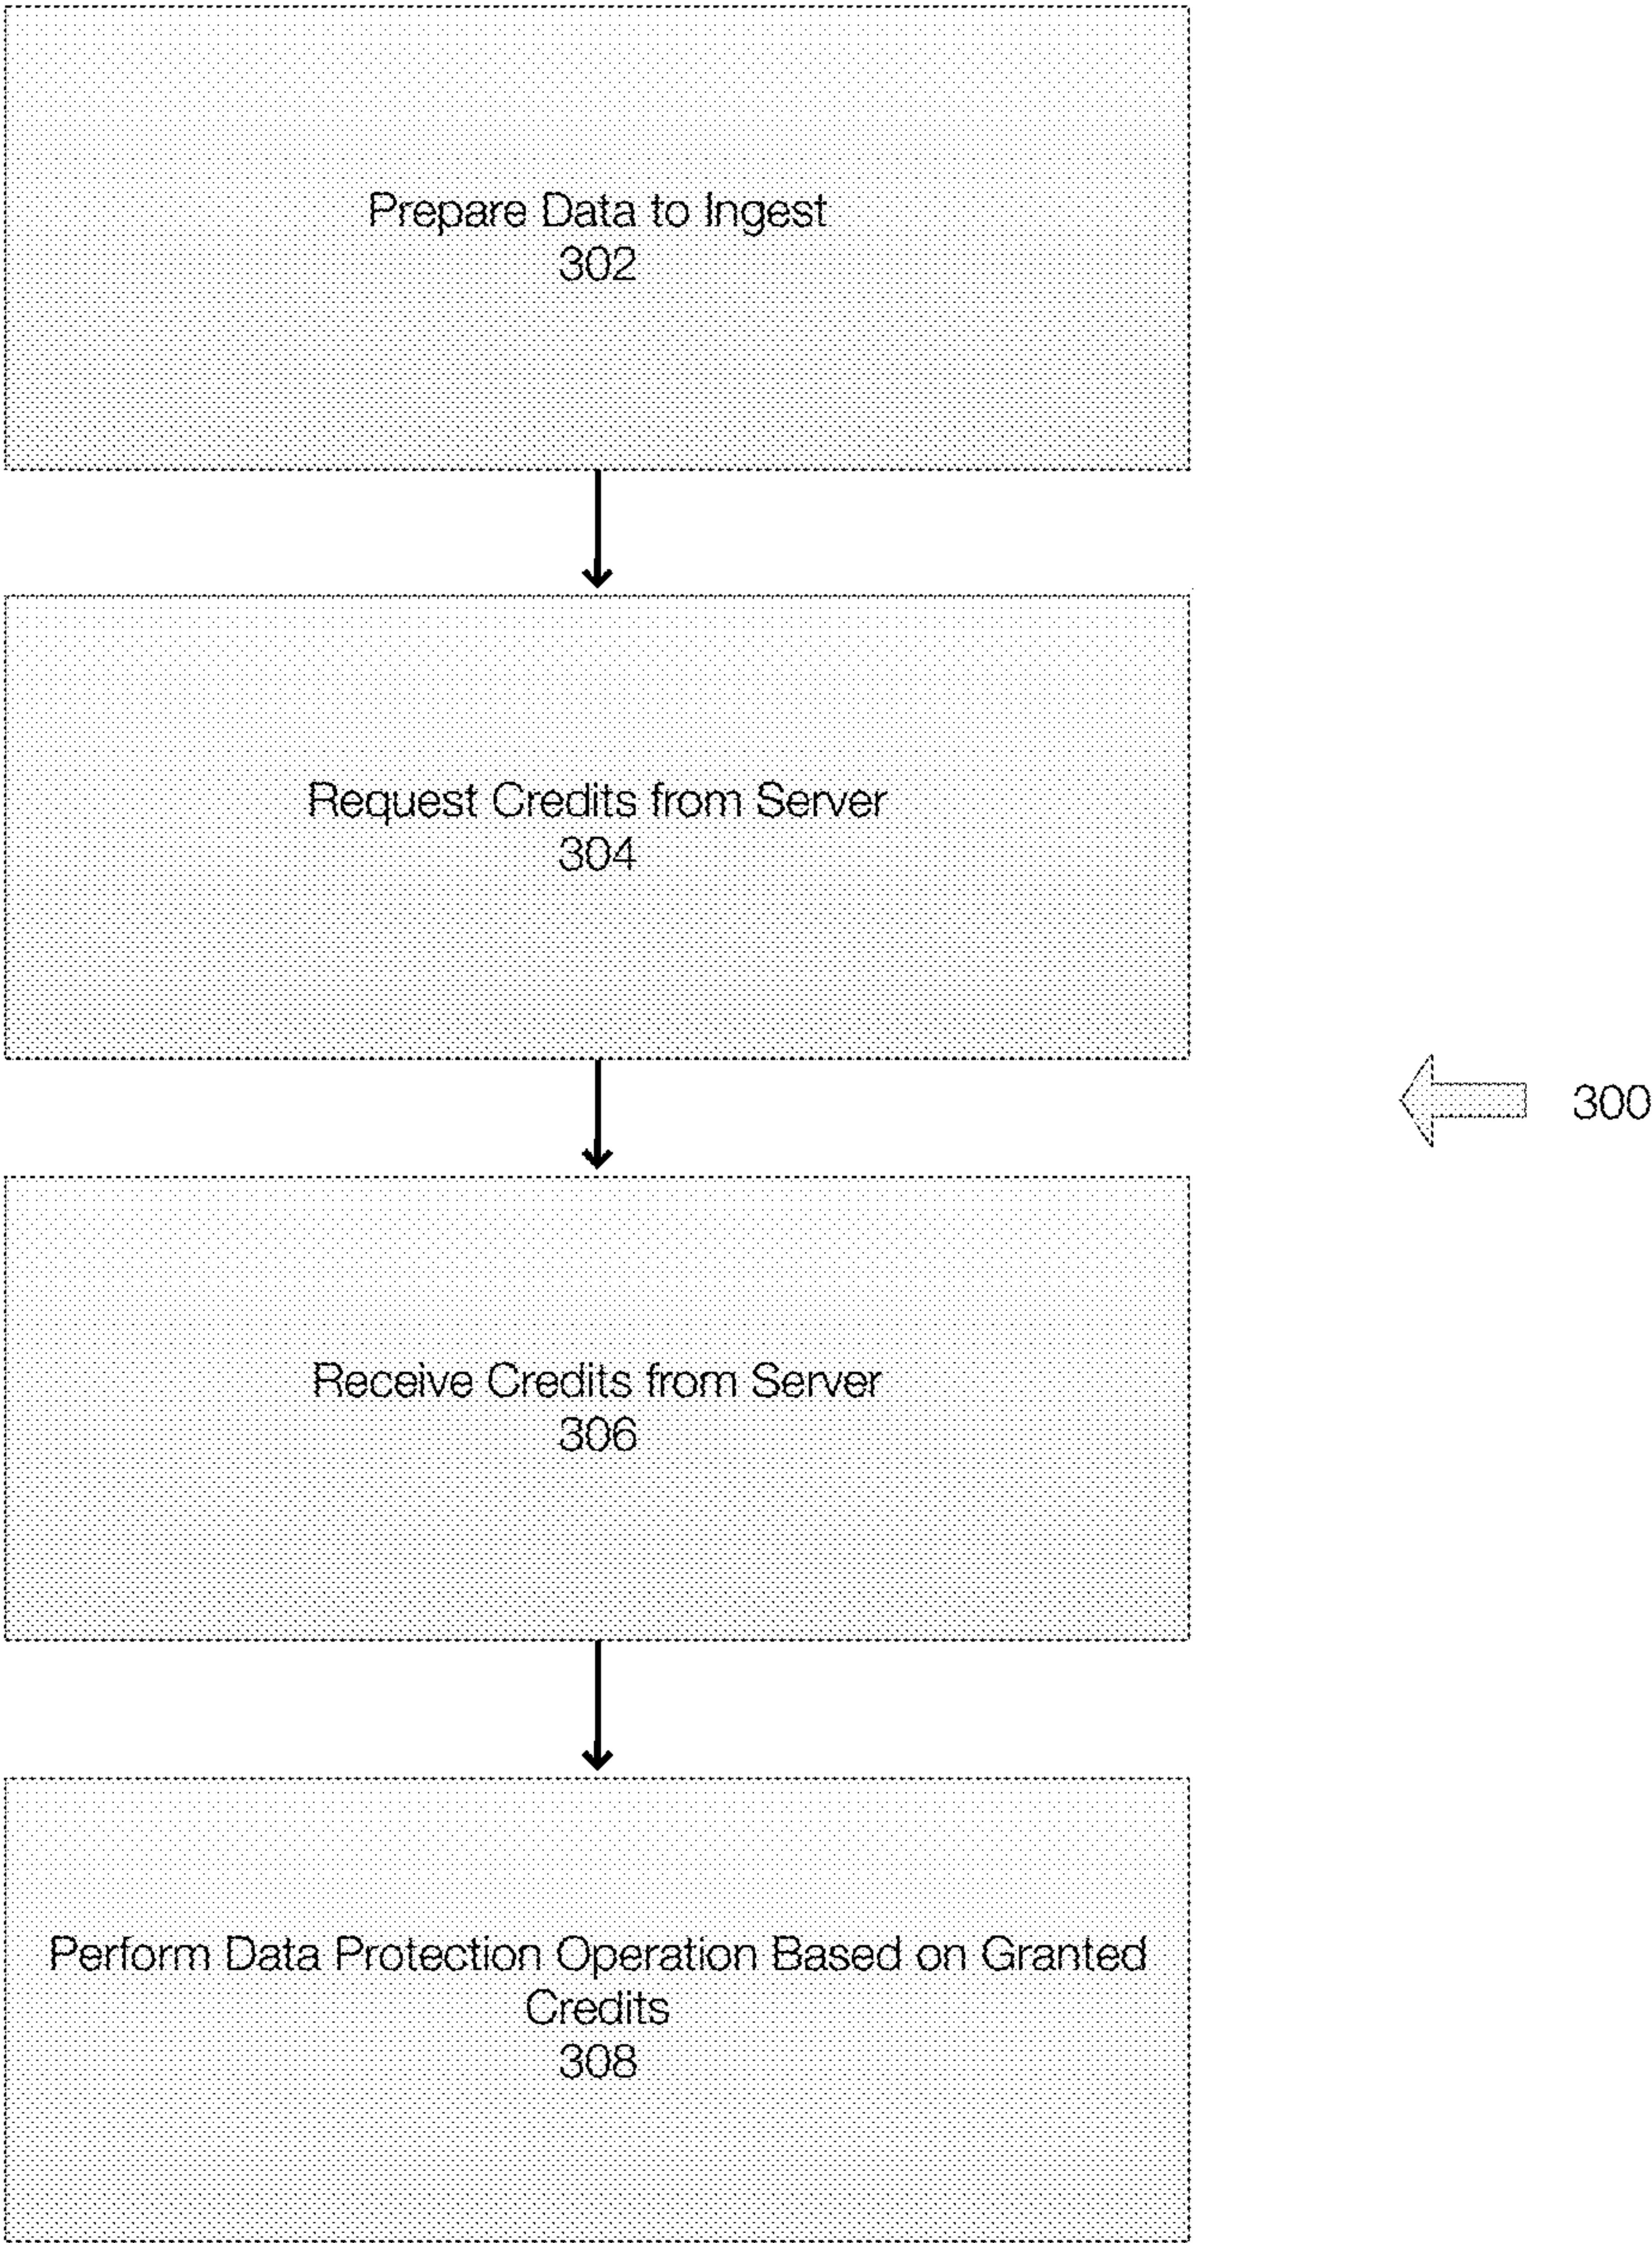 Prepare Data to Ingest
302
Request Credits from Server
304
300
Receive Credits from Server
306
Perform Data Protection Operation Based on Granted
Credits
308